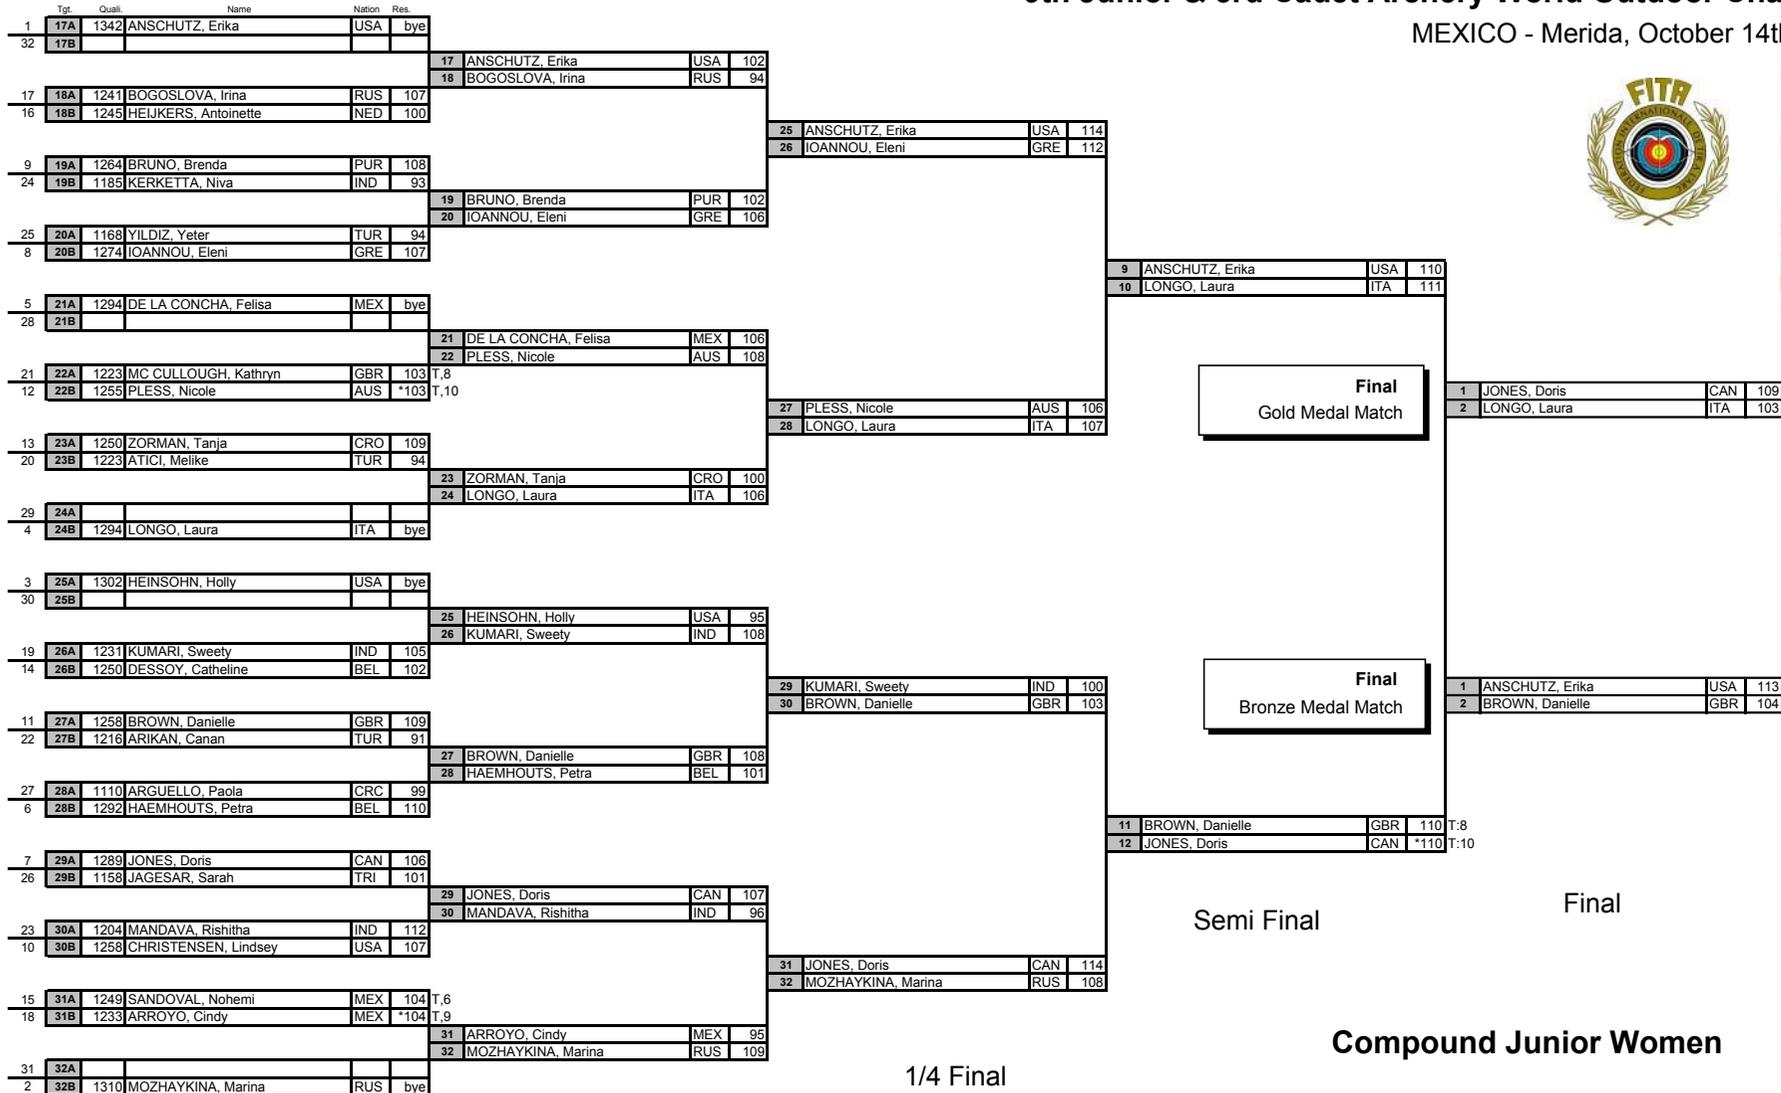 MEXICO - Merida, October 14th
Tgt. Quali. Name Nation Res.
1 17A 1342 ANSCHUTZ, Erika USA bye
32 17B
17 ANSCHUTZ, Erika USA 102
18 BOGOSLOVA, Irina RUS 94
17 18A 1241 BOGOSLOVA, Irina RUS 107
16 18B 1245 HEIJKERS, Antoinette NED 100
25 ANSCHUTZ, Erika USA 114
26 IOANNOU, Eleni GRE 112
9 19A 1264 BRUNO, Brenda PUR 108
24 19B 1185 KERKETTA, Niva IND 93
19 BRUNO, Brenda PUR 102
20 IOANNOU, Eleni GRE 106
25 20A 1168 YILDIZ, Yeter TUR 94
8 20B 1274 IOANNOU, Eleni GRE 107
9 ANSCHUTZ, Erika USA 110
10 LONGO, Laura ITA 111
5 21A 1294 DE LA CONCHA, Felisa MEX bye
28 21B
21 DE LA CONCHA, Felisa MEX 106
22 PLESS, Nicole AUS 108
21 22A 1223 MC CULLOUGH, Kathryn GBR 103 T,8
12 22B 1255 PLESS, Nicole AUS *103 T,10
Final
Gold Medal Match
1 JONES, Doris CAN 109
2 LONGO, Laura ITA 103
27 PLESS, Nicole AUS 106
28 LONGO, Laura ITA 107
13 23A 1250 ZORMAN, Tanja CRO 109
20 23B 1223 ATICI, Melike TUR 94
23 ZORMAN, Tanja CRO 100
24 LONGO, Laura ITA 106
29 24A
4 24B 1294 LONGO, Laura ITA bye
3 25A 1302 HEINSOHN, Holly USA bye
30 25B
25 HEINSOHN, Holly USA 95
26 KUMARI, Sweety IND 108
19 26A 1231 KUMARI, Sweety IND 105
14 26B 1250 DESSOY, Catheline BEL 102
29 KUMARI, Sweety IND 100
30 BROWN, Danielle GBR 103
Final
Bronze Medal Match
1 ANSCHUTZ, Erika USA 113
2 BROWN, Danielle GBR 104
11 27A 1258 BROWN, Danielle GBR 109
22 27B 1216 ARIKAN, Canan TUR 91
27 BROWN, Danielle GBR 108
28 HAEMHOUTS, Petra BEL 101
27 28A 1110 ARGUELLO, Paola CRC 99
6 28B 1292 HAEMHOUTS, Petra BEL 110
11 BROWN, Danielle GBR 110 T:8
12 JONES, Doris CAN *110 T:10
7 29A 1289 JONES, Doris CAN 106
26 29B 1158 JAGESAR, Sarah TRI 101
29 JONES, Doris CAN 107
30 MANDAVA, Rishitha IND 96
23 30A 1204 MANDAVA, Rishitha IND 112
10 30B 1258 CHRISTENSEN, Lindsey USA 107
Semi Final
Final
31 JONES, Doris CAN 114
32 MOZHAYKINA, Marina RUS 108
15 31A 1249 SANDOVAL, Nohemi MEX 104 T,6
18 31B 1233 ARROYO, Cindy MEX *104 T,9
31 ARROYO, Cindy MEX 95
32 MOZHAYKINA, Marina RUS 109
31 32A
2 32B 1310 MOZHAYKINA, Marina RUS bye
1/4 Final
Compound Junior Women
FITA
FEDERATION INTERNATIONALE DE TIR A L'ARC